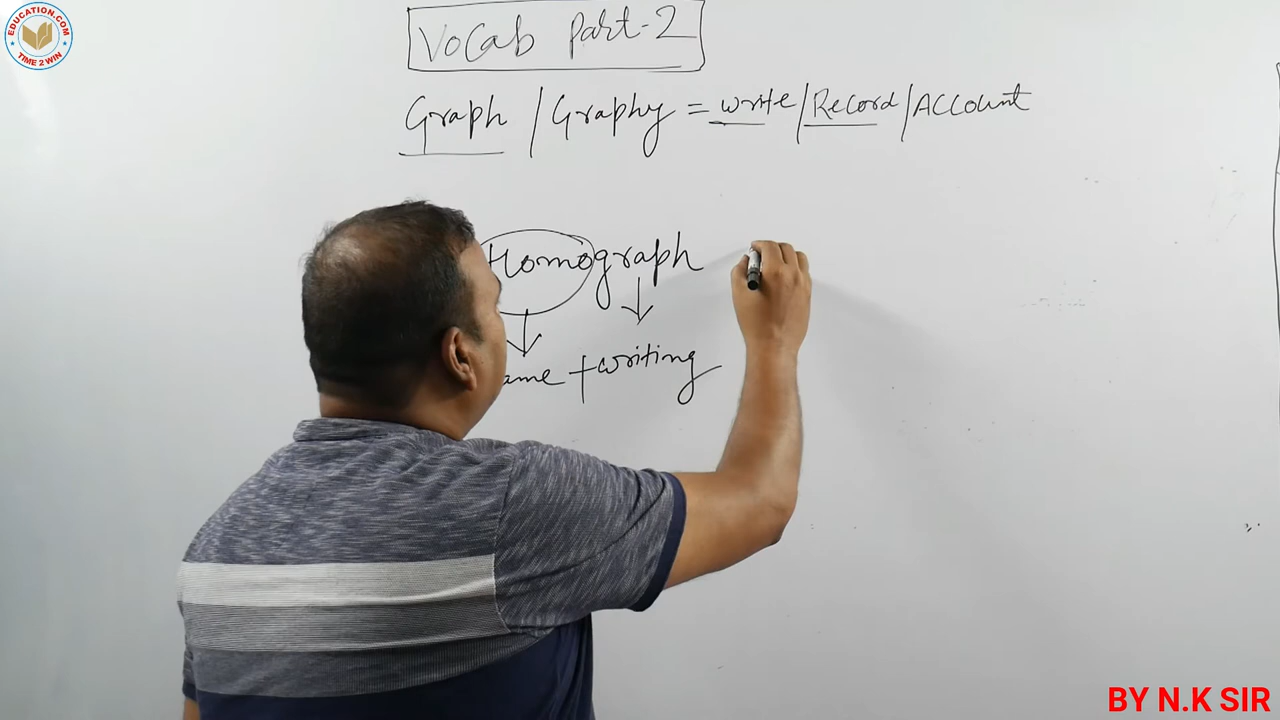 EDUCATION.COM
TIME 2 WIN
Vocab Part-2
Graph / Graphy = write / Record / Account
Homograph
+ writing
BY N.K SIR